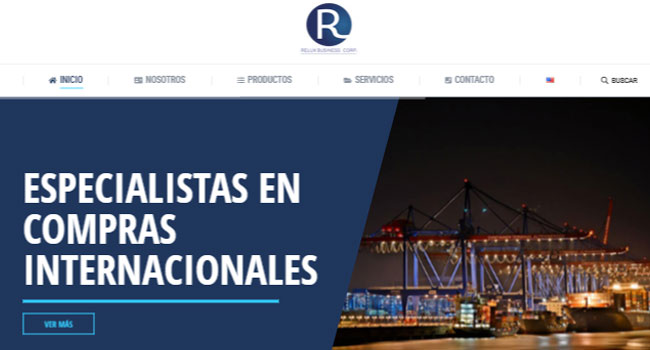 R
RELUX BUSINESS CORP.
INICIO NOSOTROS PRODUCTOS SERVICIOS CONTACTO BUSCAR
ESPECIALISTAS EN
COMPRAS
INTERNACIONALES
VER MÁS